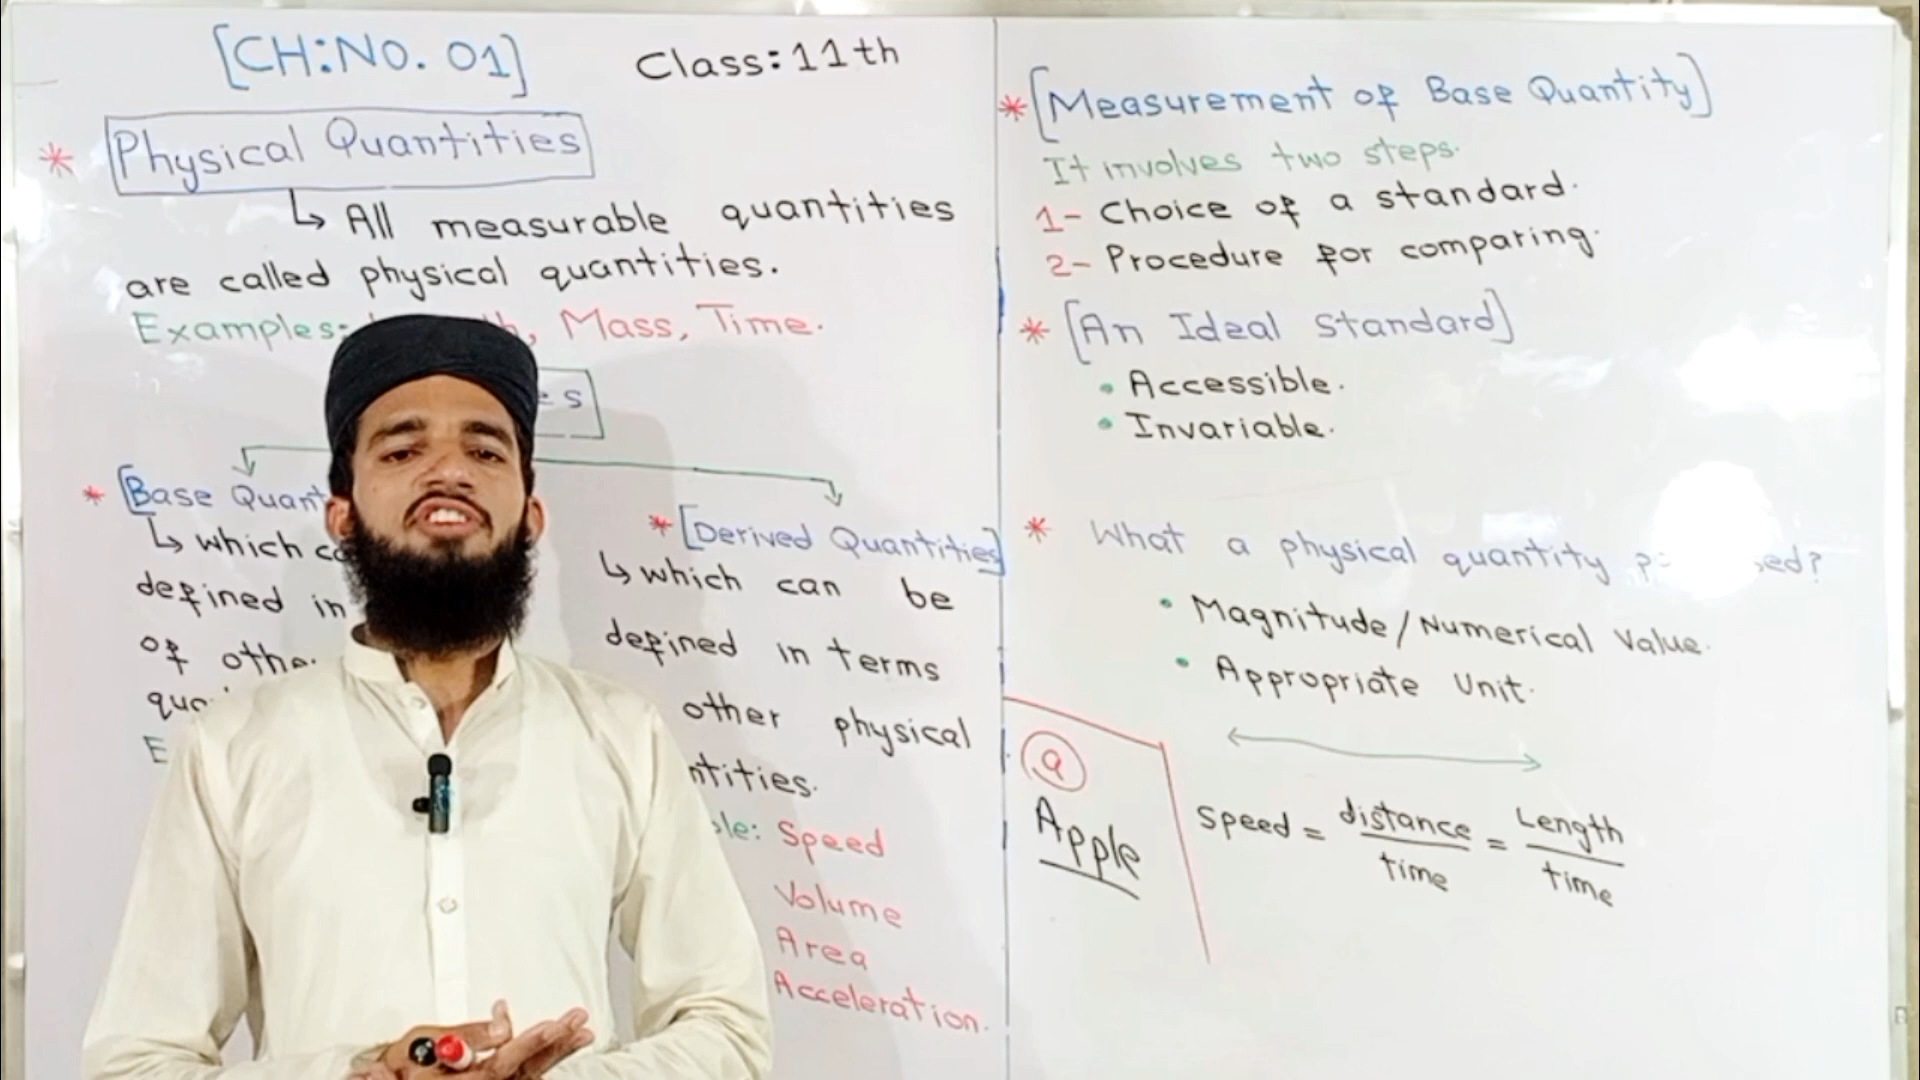 [CH:NO. 01]
Class:11th
* Physical Quantities
↳ All measurable quantities
are called physical quantities.
Examples: Mass, Time.
* [Base
↳ which
defined in
of
* [Derived Quantities]
↳ which can be
defined in terms
other physical
Speed
Volume
Area
Acceleration.
* [Measurement of Base Quantity]
It involves two steps.
1- Choice of a standard.
2- Procedure for comparing.
* [An Ideal Standard]
• Accessible.
• Invariable.
* What a physical quantity
• Magnitude/Numerical Value.
• Appropriate Unit.
a
Apple
Speed = distance/time = Length/time